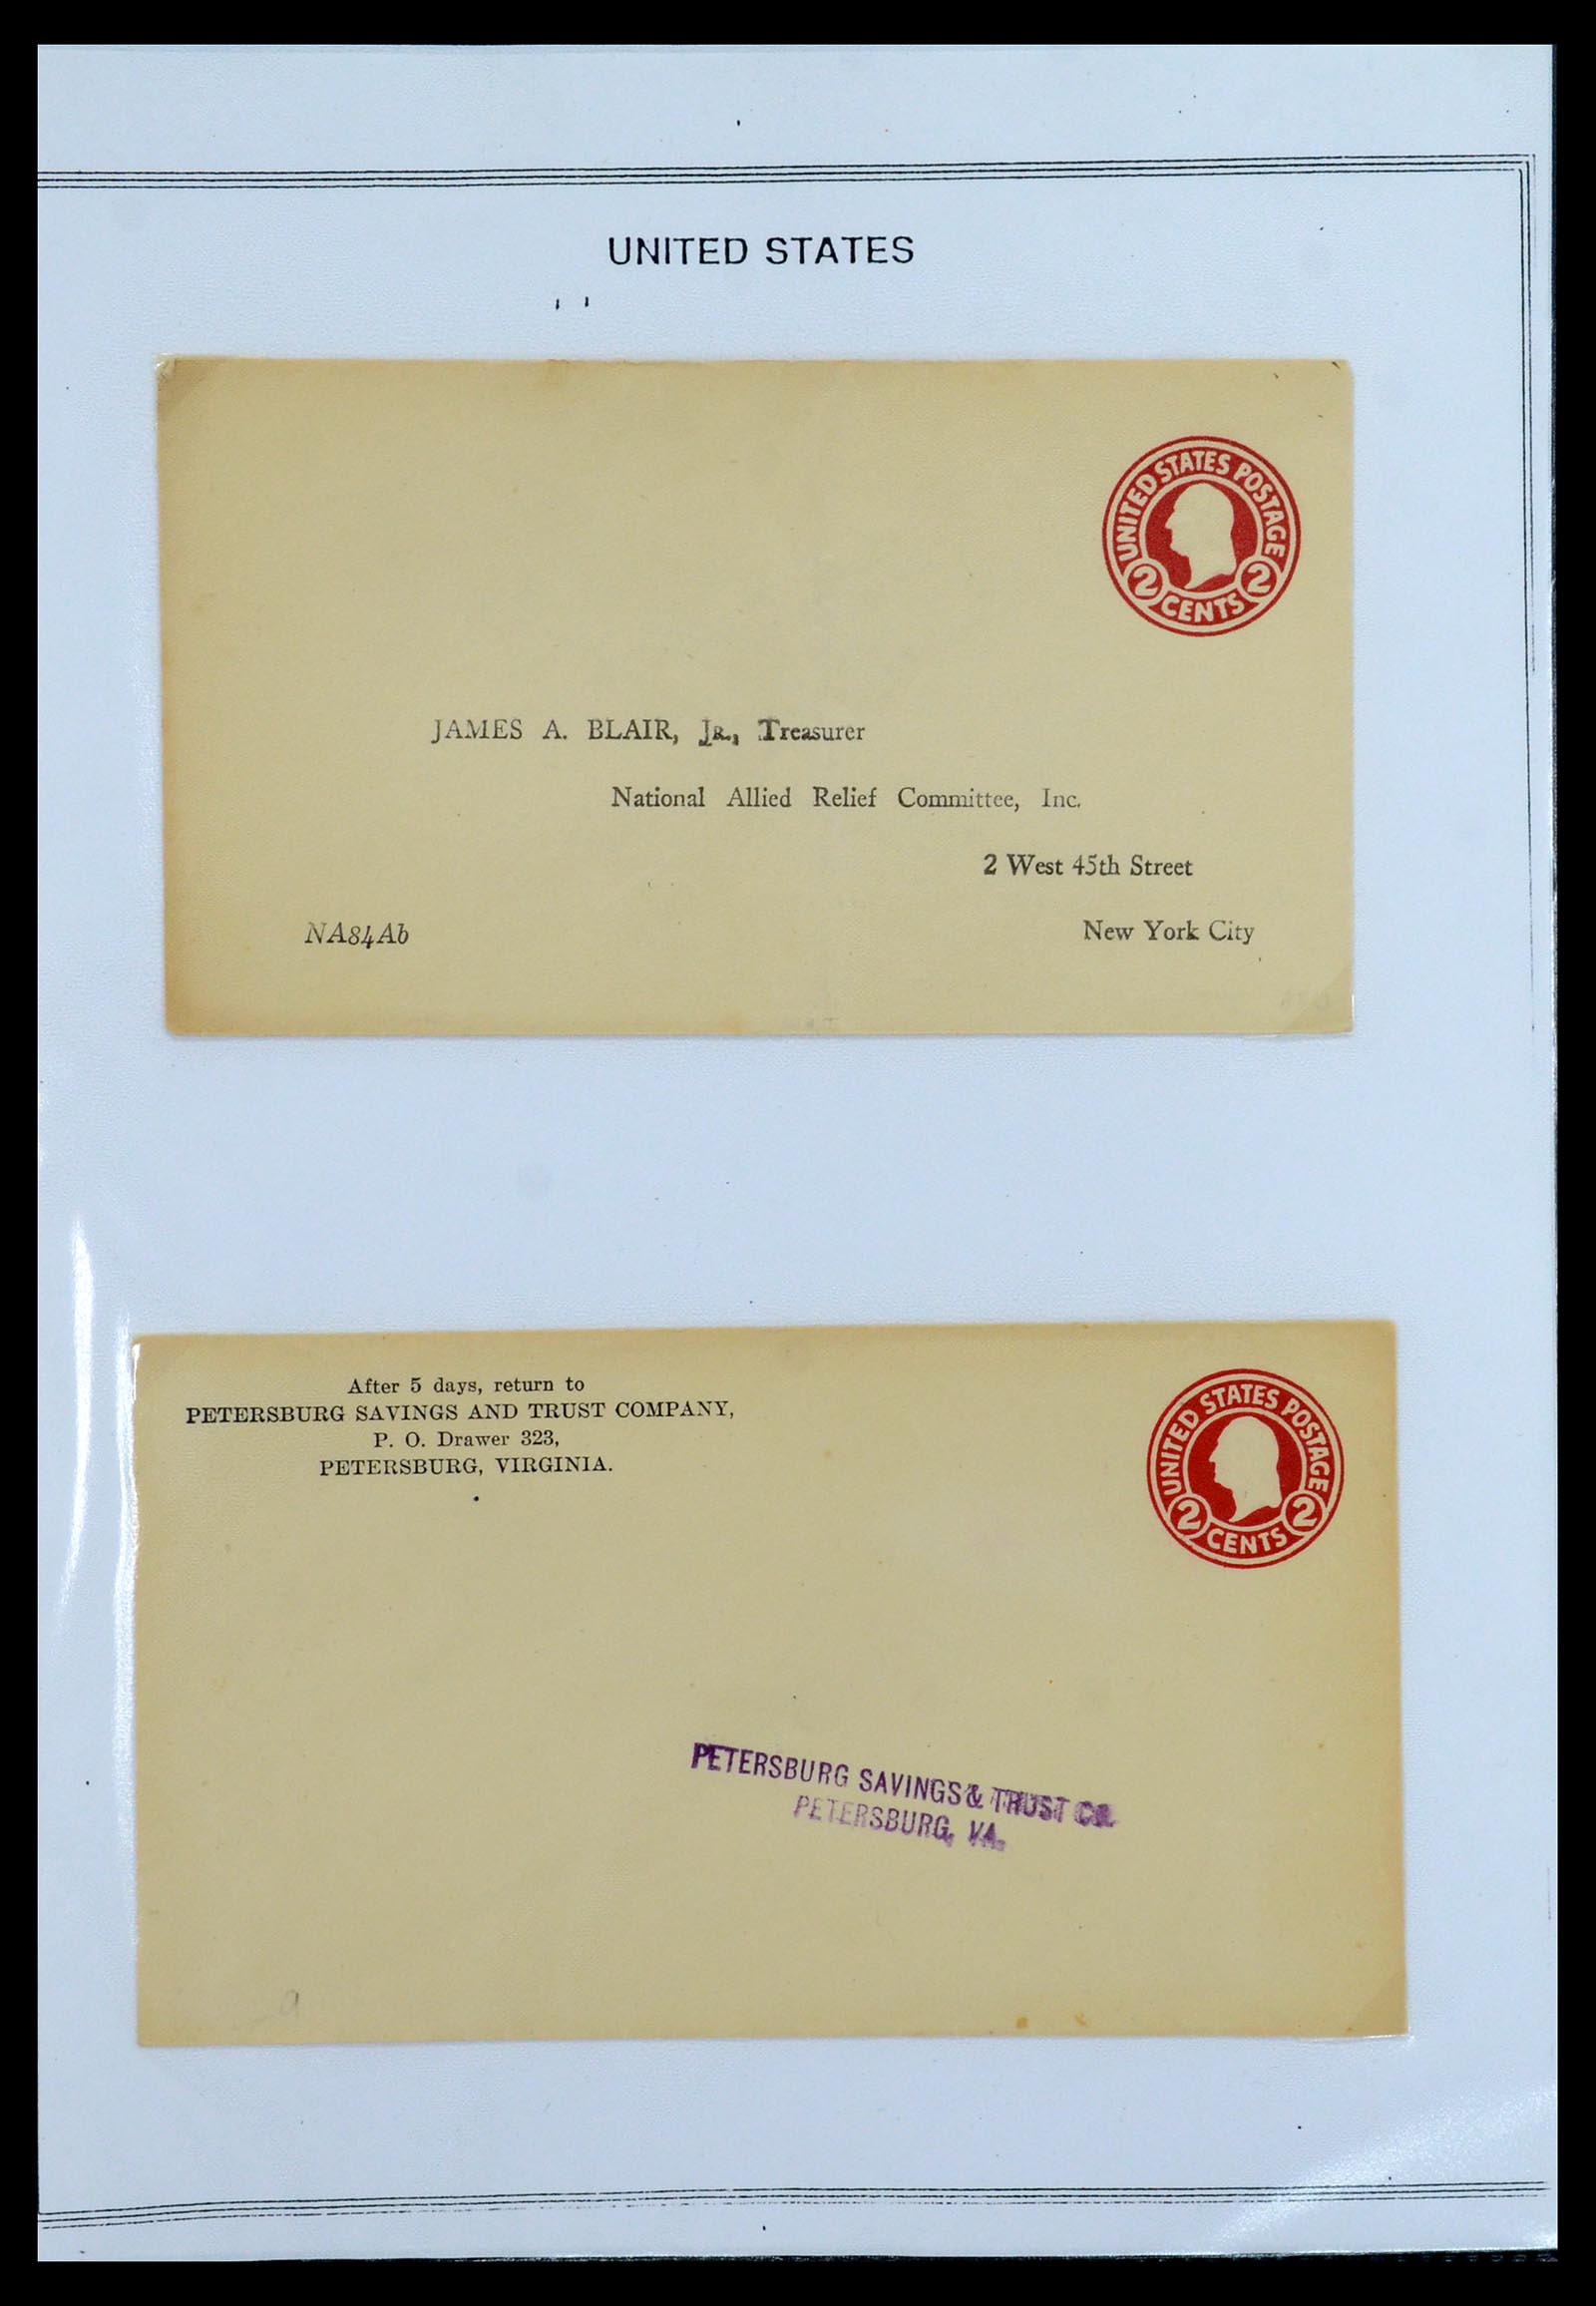 UNITED STATES
UNITED STATES POSTAGE
2 CENTS 2
JAMES A. BLAIR, JR., Treasurer
National Allied Relief Committee, Inc.
2 West 45th Street
NA84Ab
New York City
After 5 days, return to
PETERSBURG SAVINGS AND TRUST COMPANY,
P. O. Drawer 323,
PETERSBURG, VIRGINIA.
UNITED STATES POSTAGE
2 CENTS 2
PETERSBURG SAVINGS & TRUST CO.
PETERSBURG, VA.